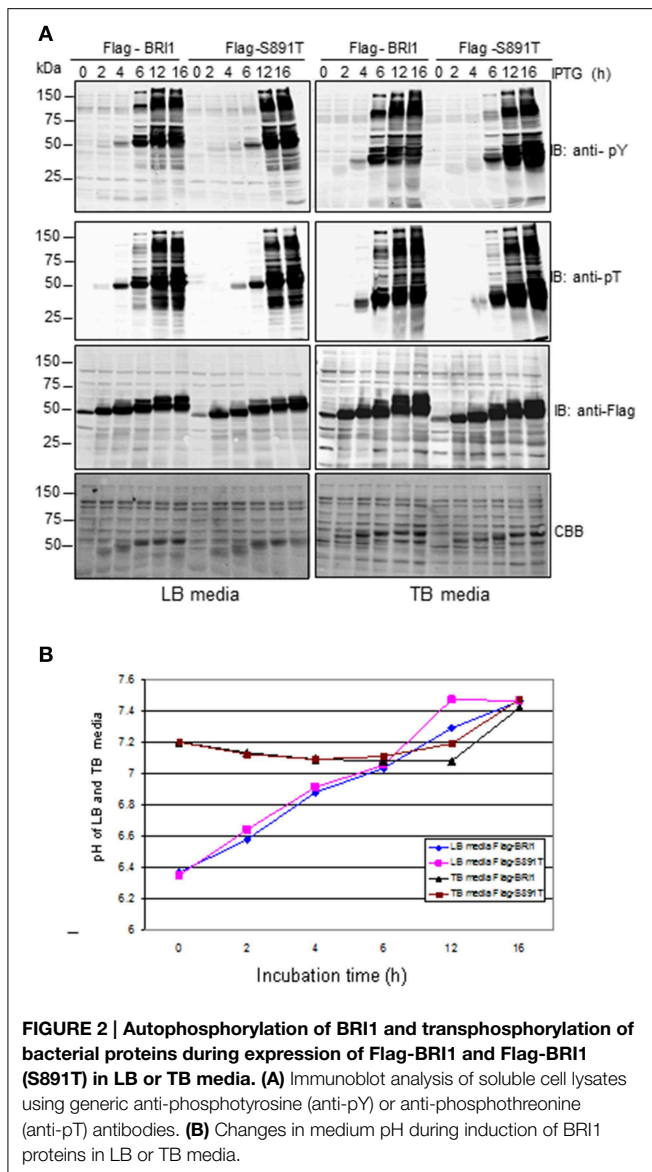 A
Flag - BRI1 Flag-S891T Flag - BRI1 Flag -S891T
kDa 0 2 4 6 12 16 0 2 4 6 12 16 0 2 4 6 12 16 0 2 4 6 12 16 IPTG (h)
150
75
50
25
IB: anti- pY
150
50
25
IB: anti-pT
150
75
50
25
IB: anti-Flag
150
75
50
CBB
LB media TB media
B
pH of LB and TB media
7.6
7.4
7.2
7
6.8
6.6
6.4
6.2
6
LB media Flag-BRI1
LB media Flag-S891T
TB media Flag-BRI1
TB media Flag-S891T
0 2 4 6 12 16
Incubation time (h)
FIGURE 2 | Autophosphorylation of BRI1 and transphosphorylation of
bacterial proteins during expression of Flag-BRI1 and Flag-BRI1
(S891T) in LB or TB media. (A) Immunoblot analysis of soluble cell lysates
using generic anti-phosphotyrosine (anti-pY) or anti-phosphothreonine
(anti-pT) antibodies. (B) Changes in medium pH during induction of BRI1
proteins in LB or TB media.